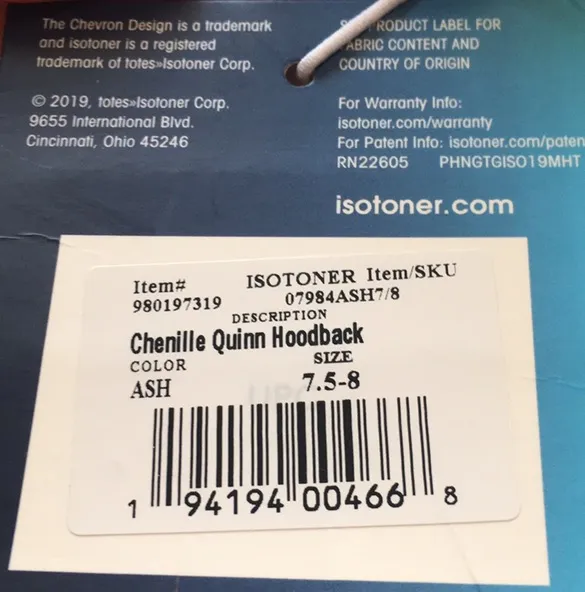 The Chevron Design is a trademark
and isotoner is a registered
trademark of totes»Isotoner Corp.
© 2019, totes»Isotoner Corp.
9655 International Blvd.
Cincinnati, Ohio 45246
PRODUCT LABEL FOR
FABRIC CONTENT AND
COUNTRY OF ORIGIN
For Warranty Info:
isotoner.com/warranty
For Patent Info: isotoner.com/paten
RN22605 PHNGTGISO19MHT
isotoner.com
Item# ISOTONER Item/SKU
980197319 07984ASH7/8
DESCRIPTION
Chenille Quinn Hoodback
COLOR SIZE
ASH 7.5-8
UPC
1 94194 00466 8